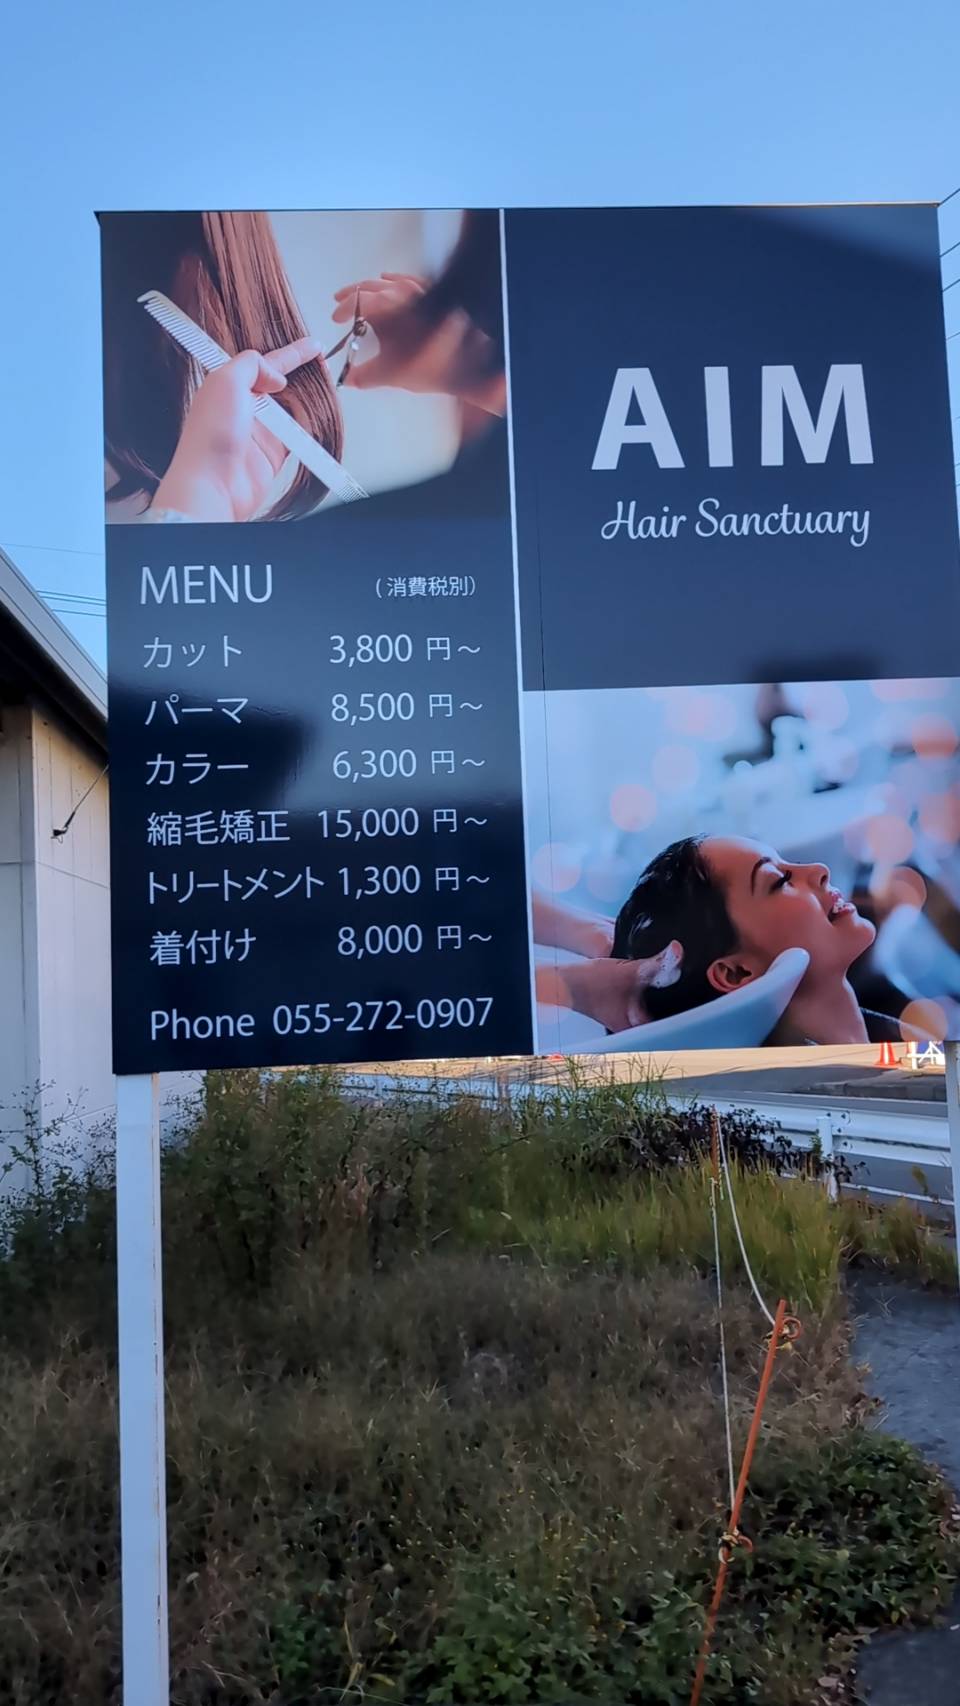 MENU (消費税別)
カット 3,800 円～
パーマ 8,500 円～
カラー 6,300 円～
縮毛矯正 15,000 円～
トリートメント 1,300 円～
着付け 8,000 円～
Phone 055-272-0907
AIM
Hair Sanctuary